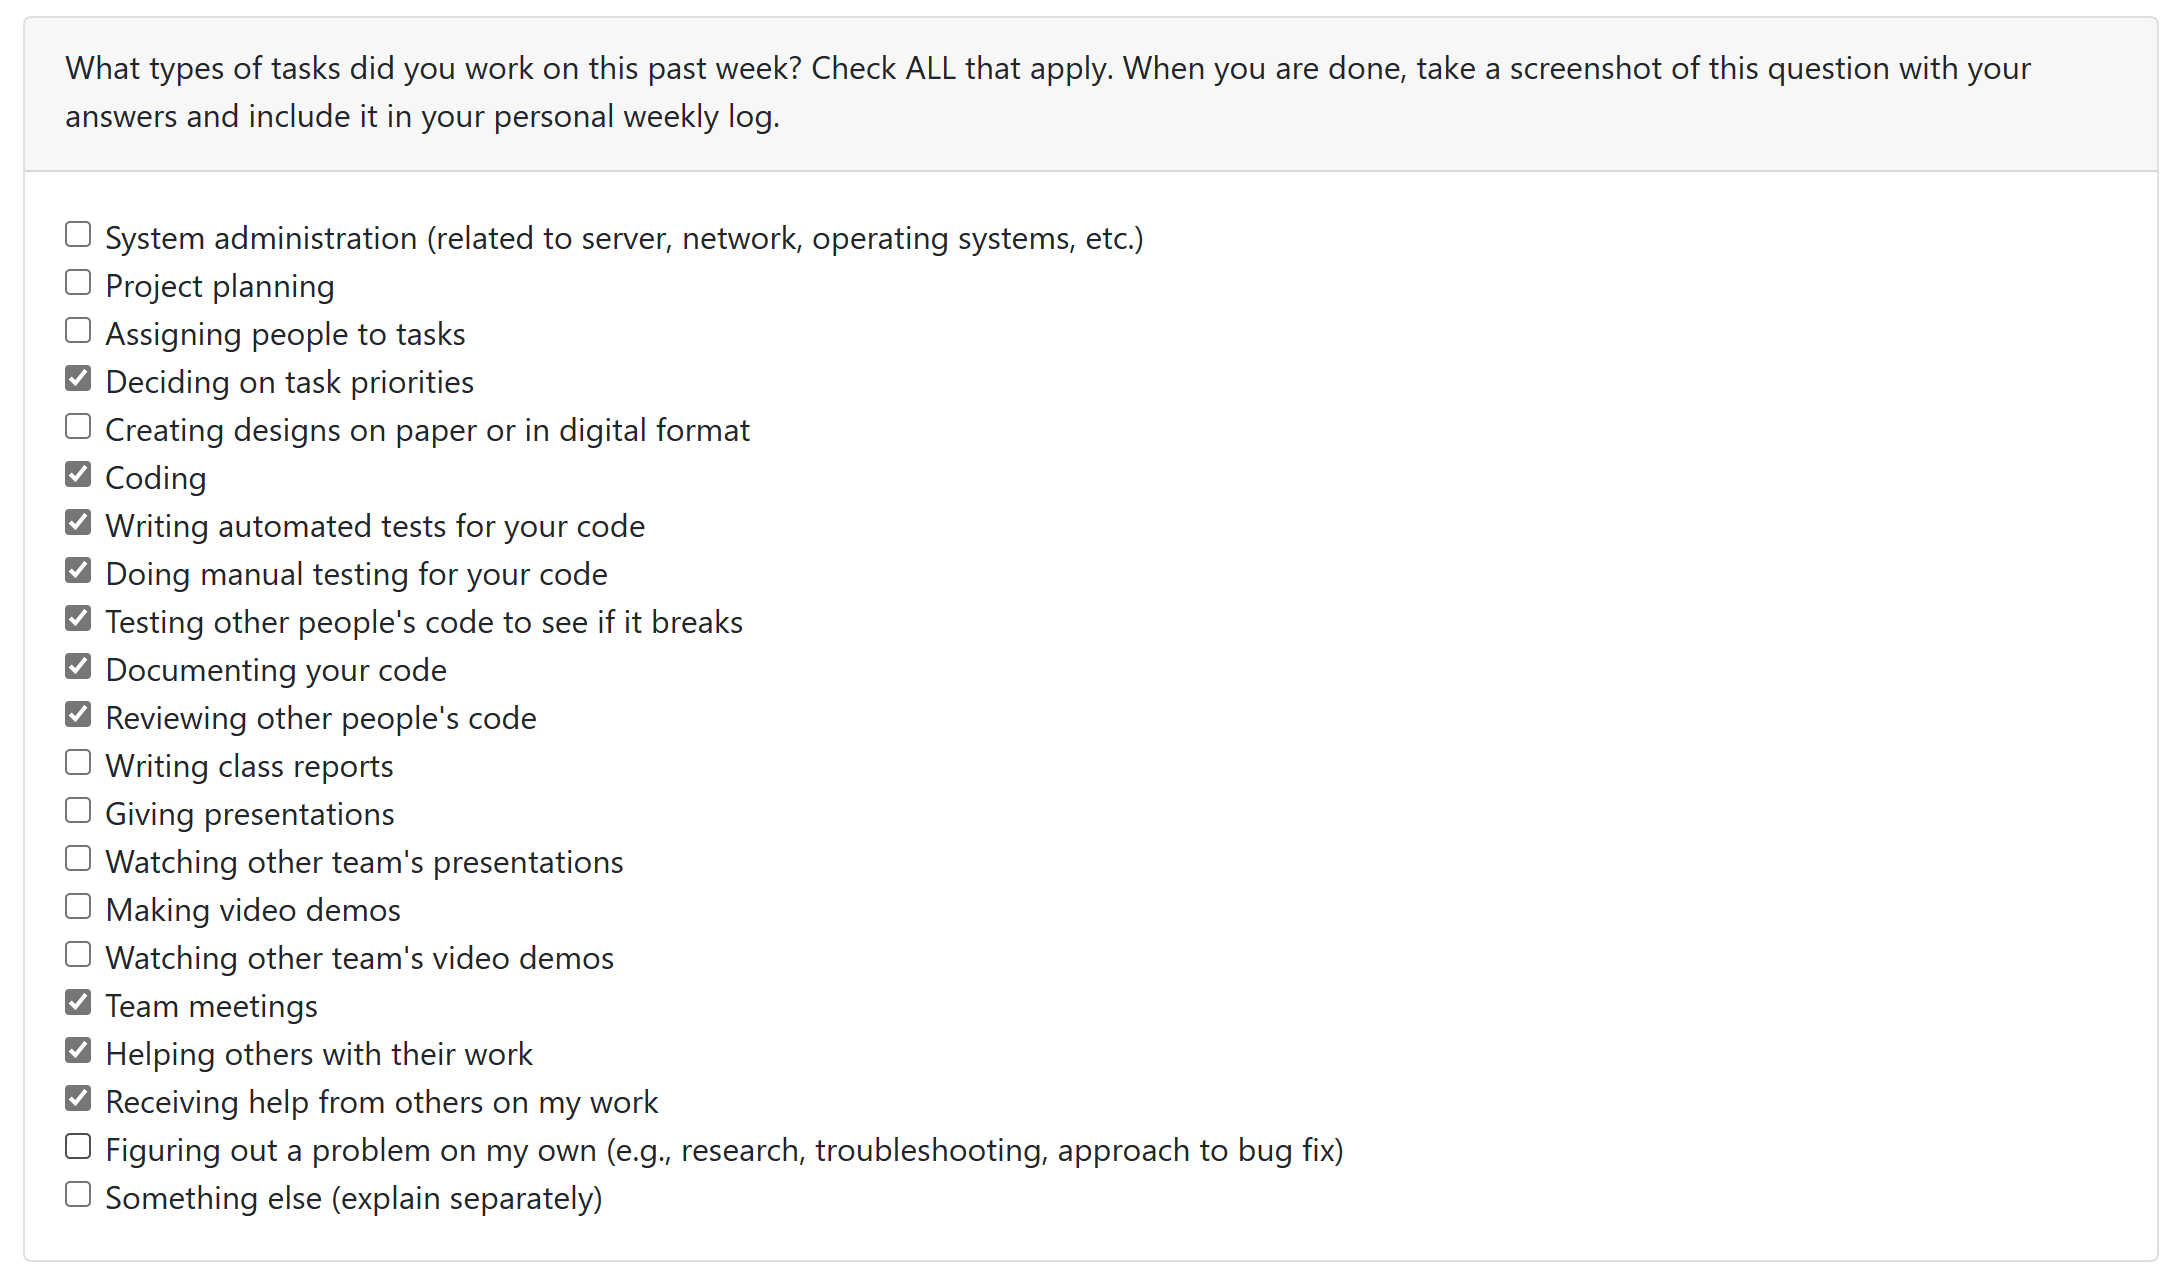 What types of tasks did you work on this past week? Check ALL that apply. When you are done, take a screenshot of this question with your
answers and include it in your personal weekly log.
System administration (related to server, network, operating systems, etc.)
Project planning
Assigning people to tasks
Deciding on task priorities
Creating designs on paper or in digital format
Coding
Writing automated tests for your code
Doing manual testing for your code
Testing other people's code to see if it breaks
Documenting your code
Reviewing other people's code
Writing class reports
Giving presentations
Watching other team's presentations
Making video demos
Watching other team's video demos
Team meetings
Helping others with their work
Receiving help from others on my work
Figuring out a problem on my own (e.g., research, troubleshooting, approach to bug fix)
Something else (explain separately)